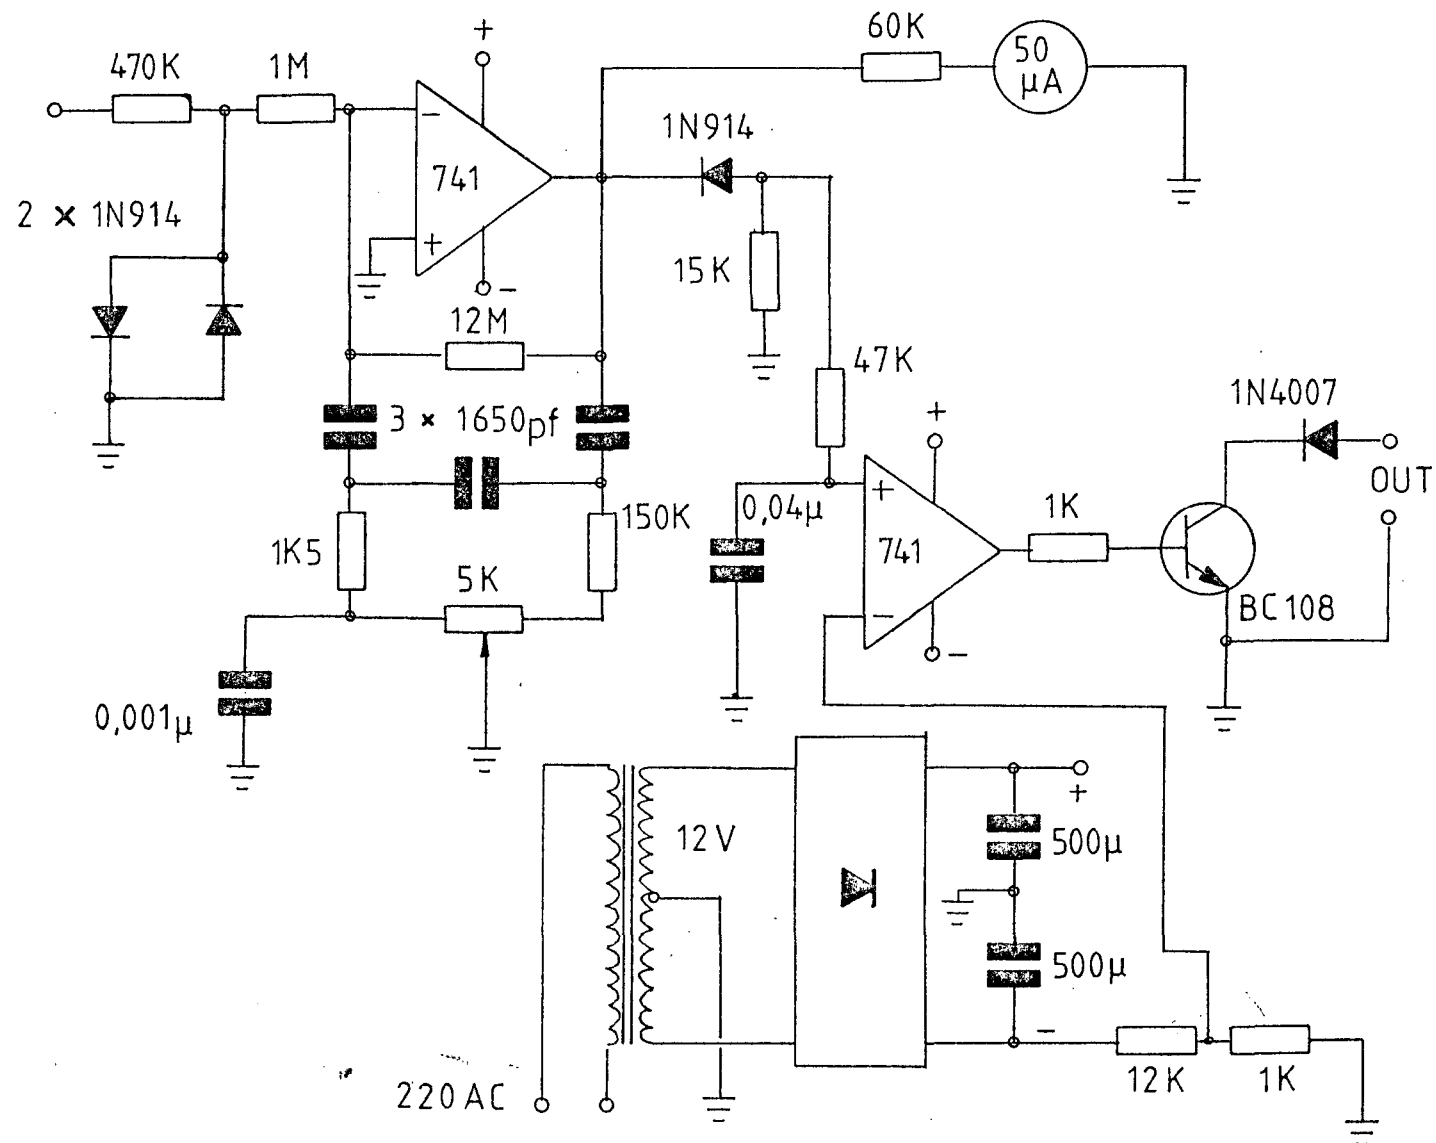 +
470K
1M
60K
50
μA
−
741
+
−
1N914
2 × 1N914
15K
12M
3 × 1650pf
47K
1N4007
+
OUT
0,04μ
+
741
−
−
1K
150K
1K5
5K
BC108
0,001μ
12V
+
500μ
500μ
−
12K
1K
220AC